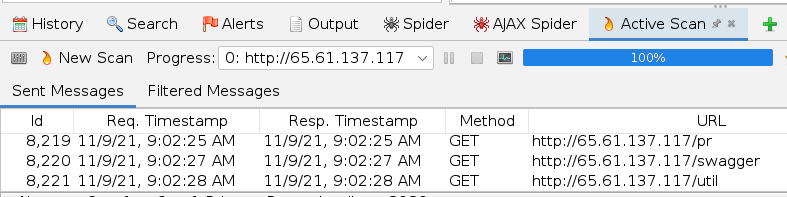 History Search Alerts Output Spider AJAX Spider Active Scan
New Scan Progress: 0: http://65.61.137.117 100%
Sent Messages Filtered Messages
Id Req. Timestamp Resp. Timestamp Method URL
8,219 11/9/21, 9:02:25 AM 11/9/21, 9:02:25 AM GET http://65.61.137.117/pr
8,220 11/9/21, 9:02:27 AM 11/9/21, 9:02:27 AM GET http://65.61.137.117/swagger
8,221 11/9/21, 9:02:28 AM 11/9/21, 9:02:28 AM GET http://65.61.137.117/util